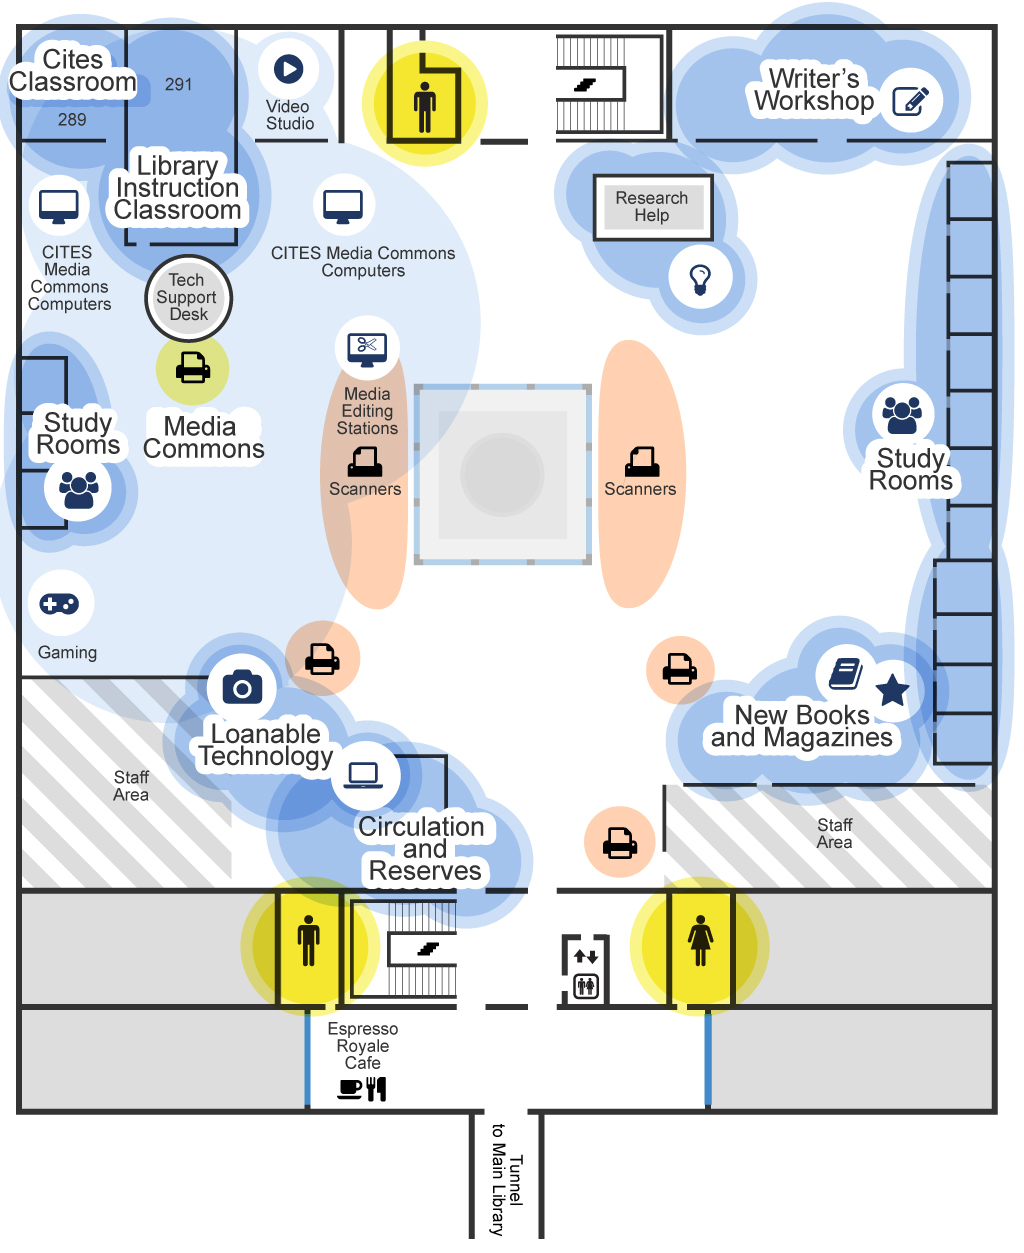 Cites
Classroom
289
291
Video
Studio
Writer's
Workshop
Library
Instruction
Classroom
Research
Help
CITES
Media
Commons
Computers
CITES Media Commons
Computers
Tech
Support
Desk
Media
Editing
Stations
Study
Rooms
Media
Commons
Scanners
Scanners
Study
Rooms
Gaming
Loanable
Technology
New Books
and Magazines
Staff
Area
Circulation
and
Reserves
Staff
Area
Espresso
Royale
Cafe
Tunnel
to Main Library